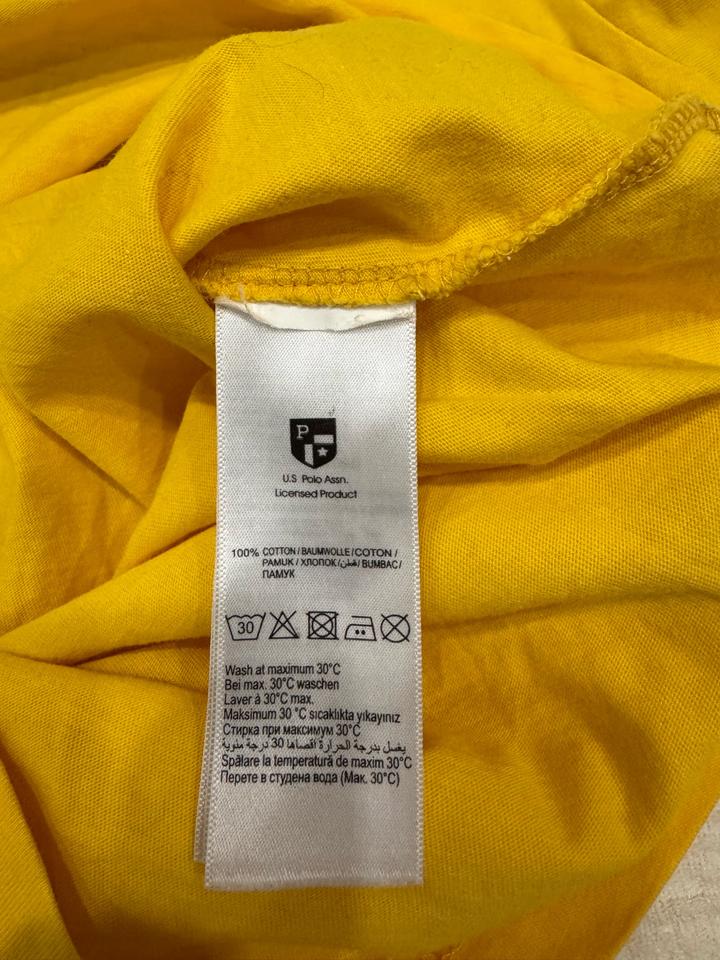 P
U.S Polo Assn.
Licensed Product
100% COTTON / BAUMWOLLE / COTON /
PAMUK / ХЛОПОК / قطن/ BUMBAC /
ПАМУК
30
Wash at maximum 30°C
Bei max. 30°C waschen
Laver à 30°C max.
Maksimum 30 °C sıcaklıkta yıkayınız
Стирка при максимум 30°C
يغسل بدرجة الحرارة اقصاها 30 درجة مئوية
Spălare la temperatură de maxim 30°C
Перете в студена вода (Мак. 30°C)